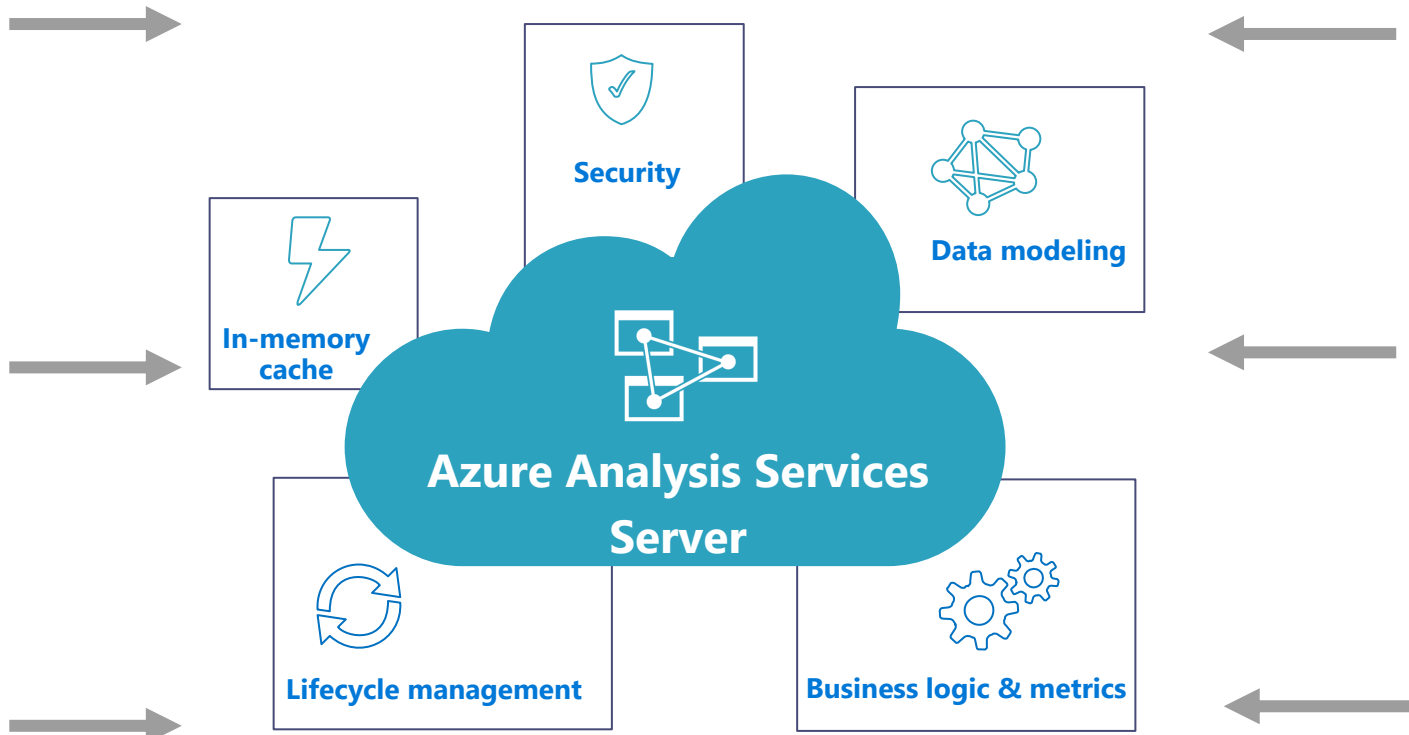 Security
Data modeling
In-memory
cache
Azure Analysis Services
Server
Lifecycle management
Business logic & metrics